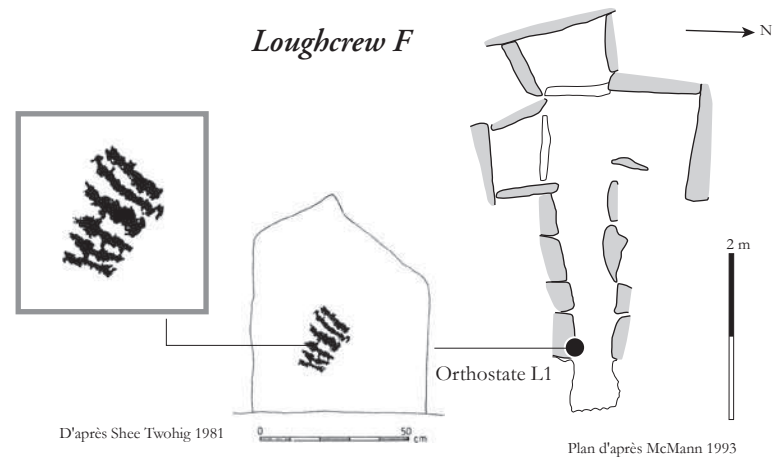 Loughcrew F
N
2 m
Orthostate L1
D'après Shee Twohig 1981
0 50
cm
Plan d'après McMann 1993